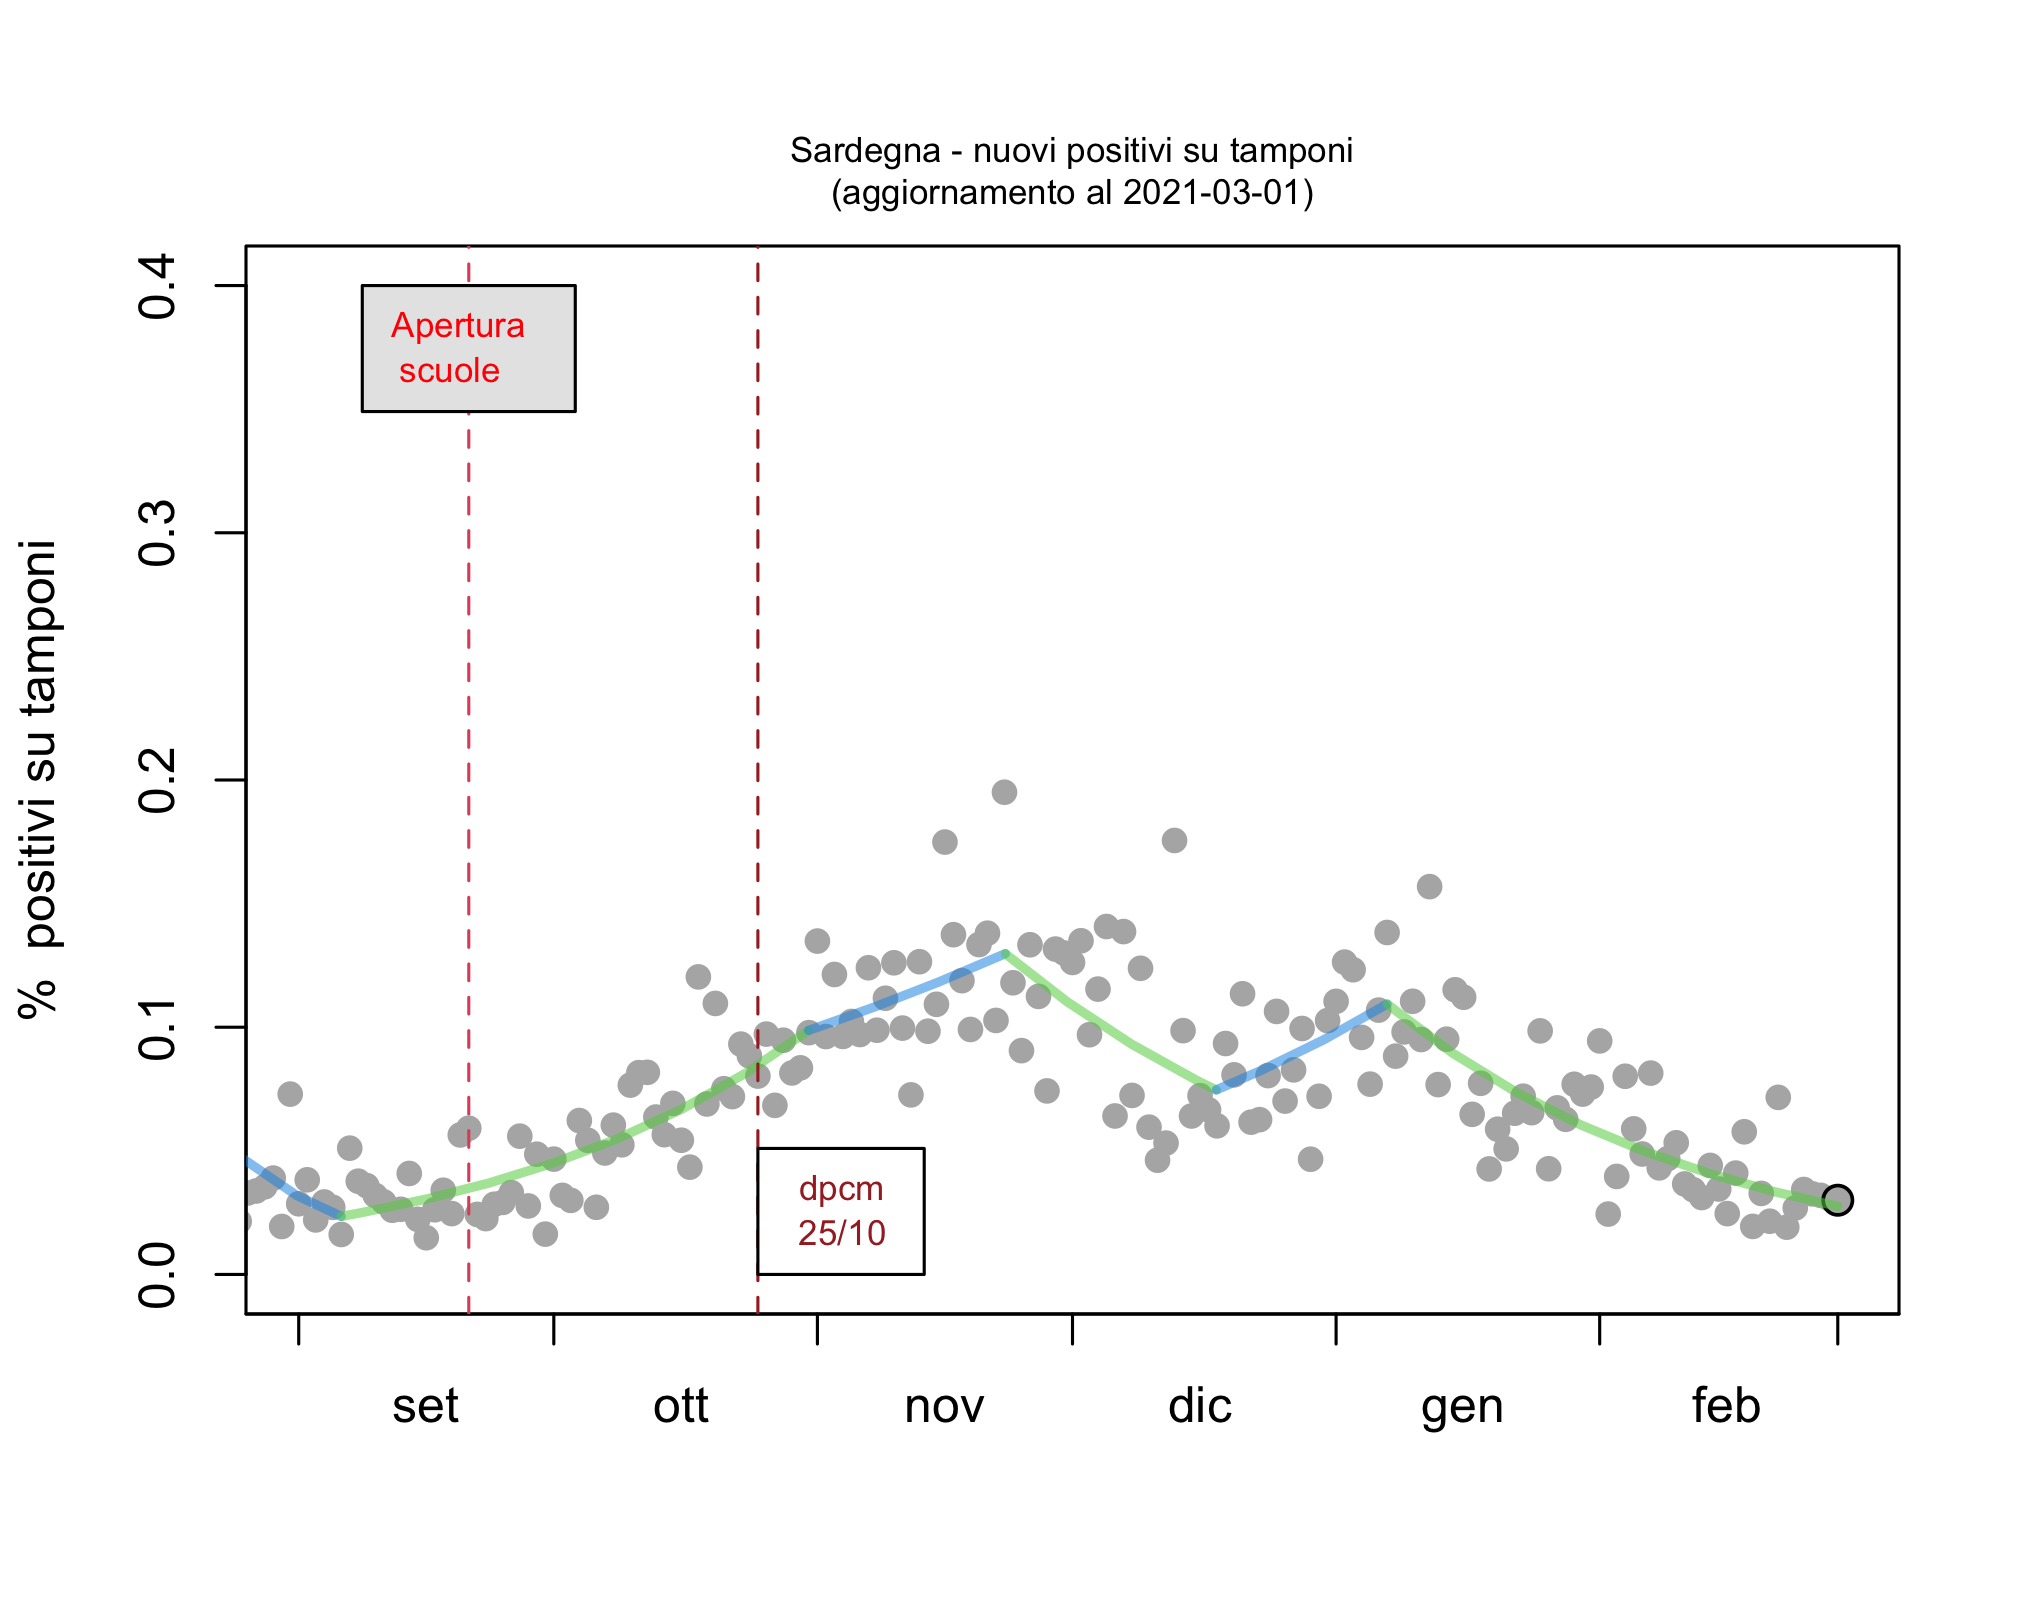 Sardegna - nuovi positivi su tamponi
(aggiornamento al 2021-03-01)
% positivi su tamponi
0.4
0.3
0.2
0.1
0.0
Apertura
scuole
dpcm
25/10
set
ott
nov
dic
gen
feb